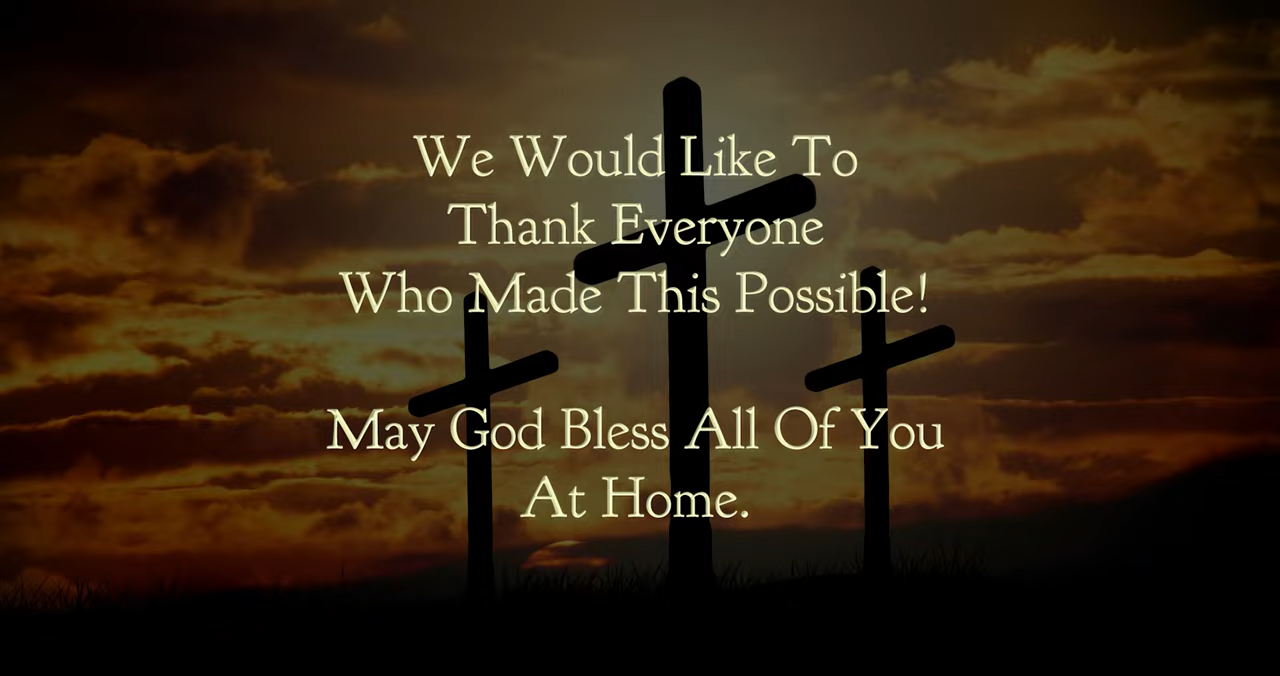 We Would Like To
Thank Everyone
Who Made This Possible!
May God Bless All Of You
At Home.